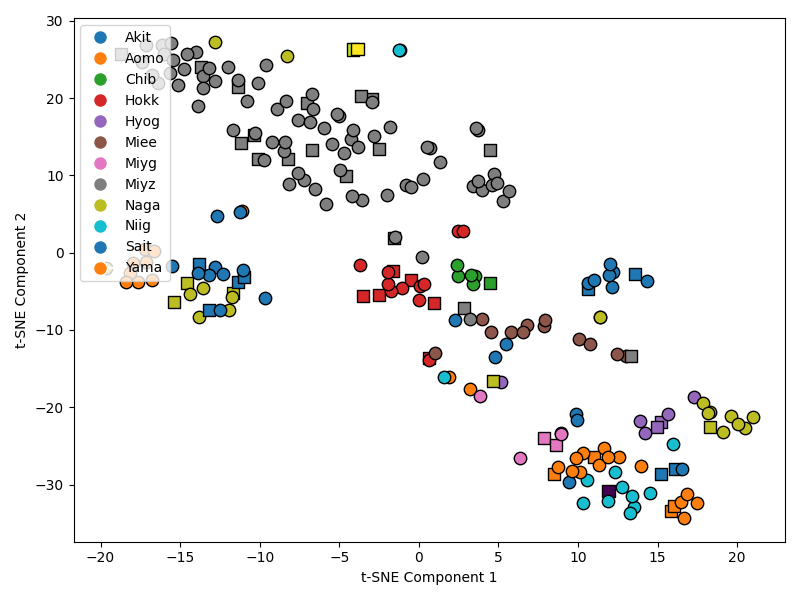 30
20
10
0
−10
−20
−30
−20
−15
−10
−5
0
5
10
15
20
t-SNE Component 1
t-SNE Component 2
Akit
Aomo
Chib
Hokk
Hyog
Miee
Miyg
Miyz
Naga
Niig
Sait
Yama